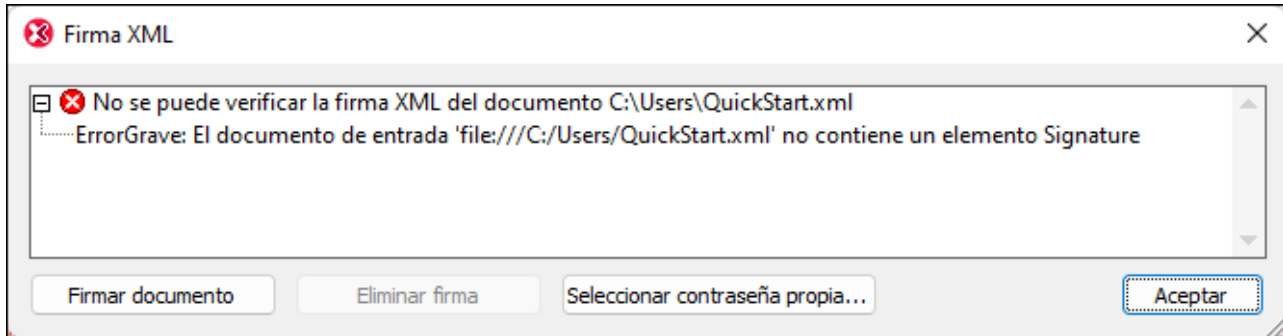 Firma XML
No se puede verificar la firma XML del documento C:\Users\QuickStart.xml
ErrorGrave: El documento de entrada 'file:///C:/Users/QuickStart.xml' no contiene un elemento Signature
Firmar documento
Eliminar firma
Seleccionar contraseña propia...
Aceptar